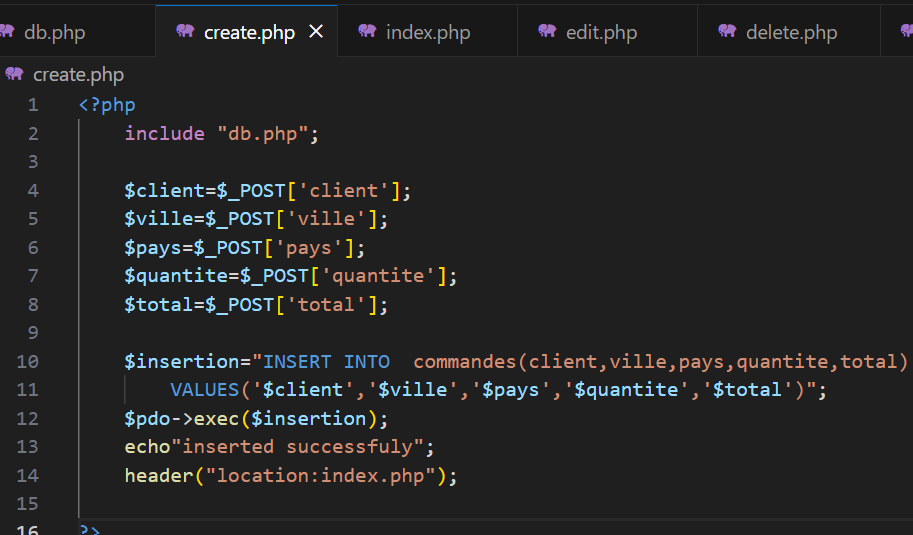 db.php create.php index.php edit.php delete.php
create.php
1 <?php
2 include "db.php";
3
4 $client=$_POST['client'];
5 $ville=$_POST['ville'];
6 $pays=$_POST['pays'];
7 $quantite=$_POST['quantite'];
8 $total=$_POST['total'];
9
10 $insertion="INSERT INTO  commandes(client,ville,pays,quantite,total)
11 VALUES('$client','$ville','$pays','$quantite','$total')";
12 $pdo->exec($insertion);
13 echo"inserted successfuly";
14 header("location:index.php");
15
16 ?>